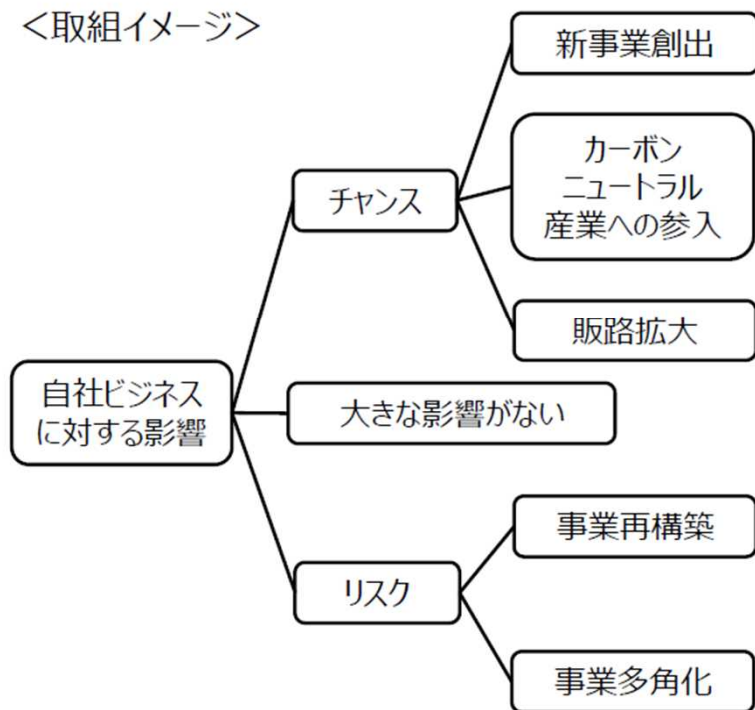 ＜取組イメージ＞
新事業創出
カーボン
ニュートラル
産業への参入
チャンス
販路拡大
自社ビジネス
に対する影響
大きな影響がない
事業再構築
リスク
事業多角化